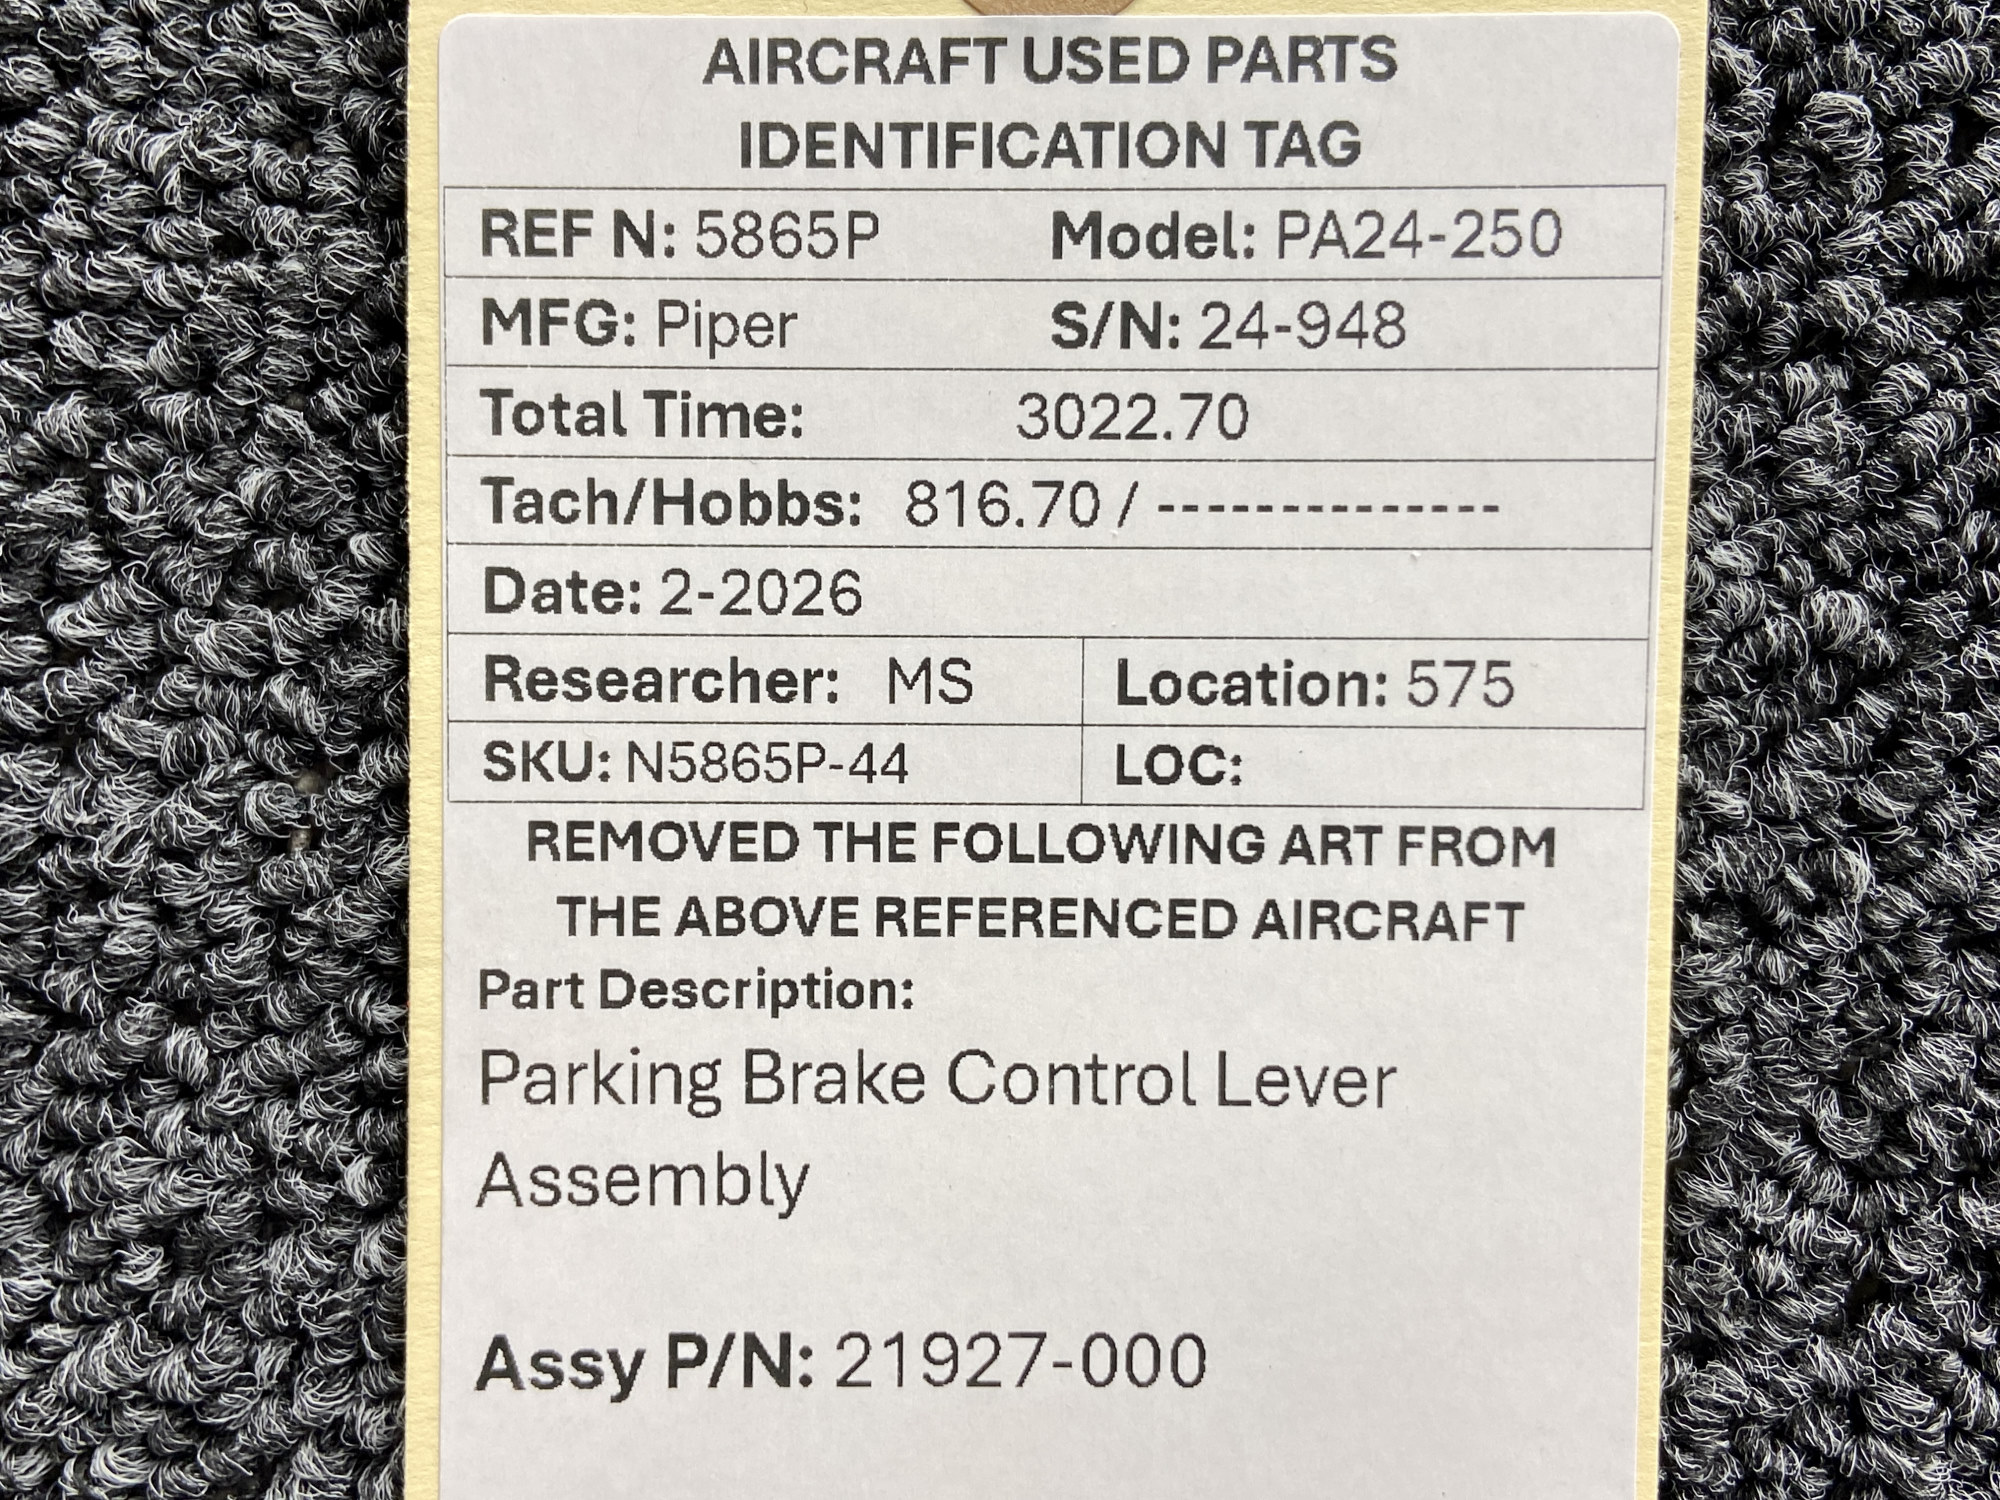 AIRCRAFT USED PARTS
IDENTIFICATION TAG
REF N: 5865P Model: PA24-250
MFG: Piper S/N: 24-948
Total Time: 3022.70
Tach/Hobbs: 816.70 / --------------
Date: 2-2026
Researcher: MS Location: 575
SKU: N5865P-44 LOC:
REMOVED THE FOLLOWING ART FROM
THE ABOVE REFERENCED AIRCRAFT
Part Description:
Parking Brake Control Lever
Assembly
Assy P/N: 21927-000